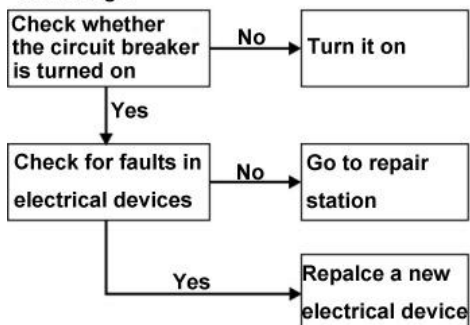 Check whether
the circuit breaker
is turned on
No
Turn it on
Yes
Check for faults in
electrical devices
No
Go to repair
station
Yes
Repalce a new
electrical device